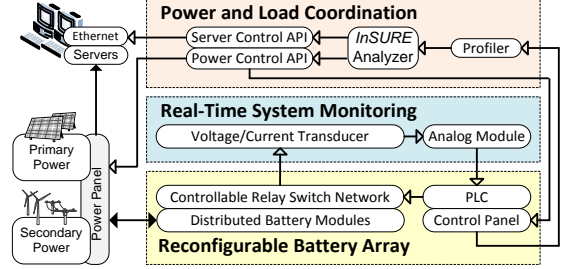 Power and Load Coordination
Ethernet
Servers
Server Control API
Power Control API
InSURE
Analyzer
Profiler
Real-Time System Monitoring
Voltage/Current Transducer
Analog Module
Primary
Power
Secondary
Power
Power Panel
Controllable Relay Switch Network
Distributed Battery Modules
PLC
Control Panel
Reconfigurable Battery Array